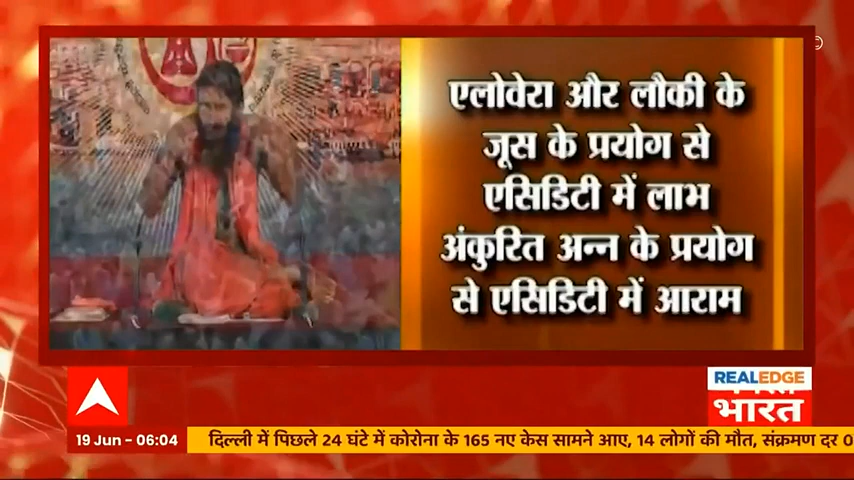 एलोवेरा और लौकी के
जूस के प्रयोग से
एसिडिटी में लाभ
अंकुरित अन्न के प्रयोग
से एसिडिटी में आराम
REALEDGE
भारत
19 Jun - 06:04
दिल्ली में पिछले 24 घंटे में कोरोना के 165 नए केस सामने आए, 14 लोगों की मौत, संक्रमण दर 0